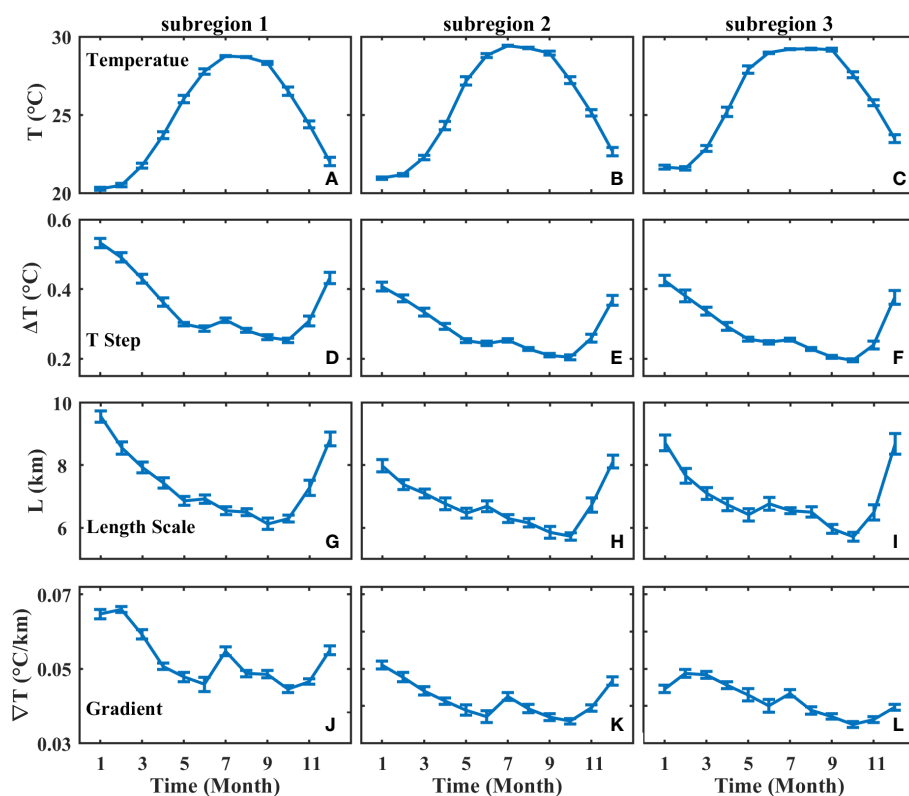 subregion 1 subregion 2 subregion 3
30
Temperatue
T (°C)
25
20
A B C
0.6
ΔT (°C)
0.4
T Step
0.2
D E F
10
L (km)
8
6
Length Scale
G H I
0.07
∇T (°C/km)
0.05
Gradient
0.03
J K L
1 3 5 7 9 11 1 3 5 7 9 11 1 3 5 7 9 11
Time (Month) Time (Month) Time (Month)